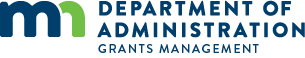 DEPARTMENT OF
ADMINISTRATION
GRANTS MANAGEMENT